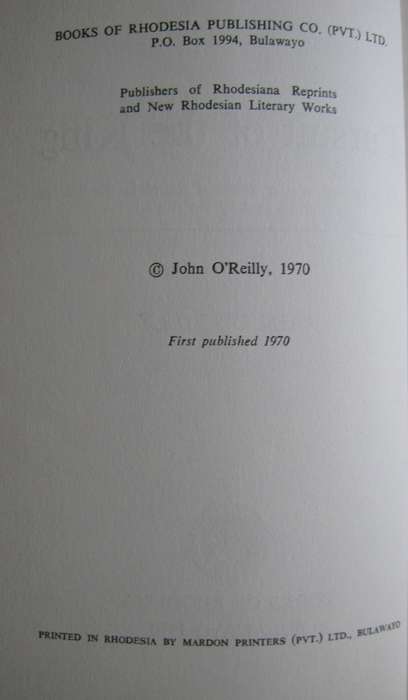 BOOKS OF RHODESIA PUBLISHING CO. (PVT.) LTD.
P.O. Box 1994, Bulawayo
Publishers of Rhodesiana Reprints
and New Rhodesian Literary Works
© John O'Reilly, 1970
First published 1970
PRINTED IN RHODESIA BY MARDON PRINTERS (PVT.) LTD., BULAWAYO